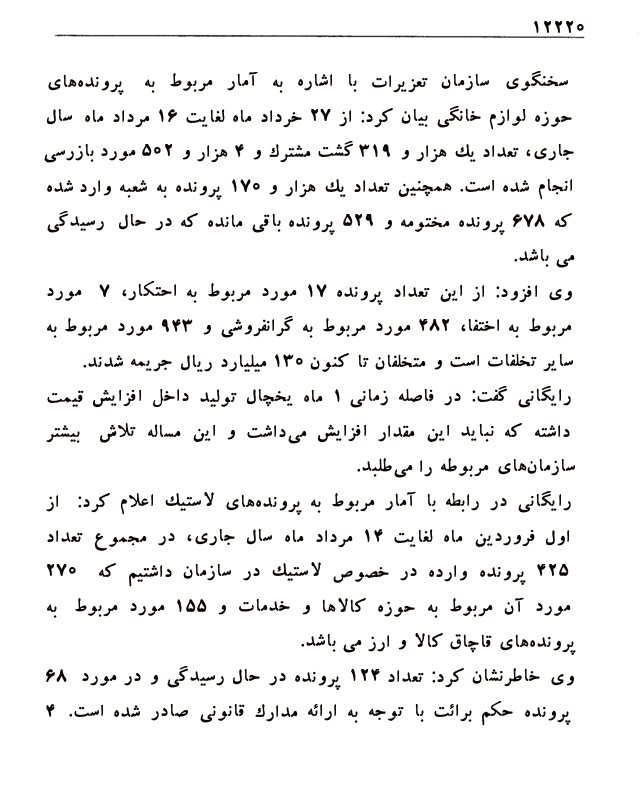 ۱۲۲۲۵
سخنگوی سازمان تعزیرات با اشاره به آمار مربوط به پرونده‌های
حوزه لوازم خانگی بیان کرد: از ۲۷ خرداد ماه لغایت ۱۶ مرداد ماه سال
جاری، تعداد یك هزار و ۳۱۹ گشت مشترك و ۴ هزار و ۵۰۲ مورد بازرسی
انجام شده است. همچنین تعداد یك هزار و ۱۷۰ پرونده به شعبه وارد شده
که ۶۷۸ پرونده مختومه و ۵۲۹ پرونده باقی مانده که در حال رسیدگی
می باشد.
وی افزود: از این تعداد پرونده ۱۷ مورد مربوط به احتکار، ۷ مورد
مربوط به اختفا، ۴۸۲ مورد مربوط به گرانفروشی و ۹۴۳ مورد مربوط به
سایر تخلفات است و متخلفان تا کنون ۱۳۰ میلیارد ریال جریمه شدند.
رایگانی گفت: در فاصله زمانی ۱ ماه یخچال تولید داخل افزایش قیمت
داشته که نباید این مقدار افزایش می‌داشت و این مساله تلاش بیشتر
سازمان‌های مربوطه را می‌طلبد.
رایگانی در رابطه با آمار مربوط به پرونده‌های لاستیك اعلام کرد: از
اول فروردین ماه لغایت ۱۴ مرداد ماه سال جاری، در مجموع تعداد
۴۲۵ پرونده وارده در خصوص لاستیك در سازمان داشتیم که ۲۷۰
مورد آن مربوط به حوزه کالاها و خدمات و ۱۵۵ مورد مربوط به
پرونده‌های قاچاق کالا و ارز می باشد.
وی خاطرنشان کرد: تعداد ۱۲۴ پرونده در حال رسیدگی و در مورد ۶۸
پرونده حکم برائت با توجه به ارائه مدارك قانونی صادر شده است. ۴